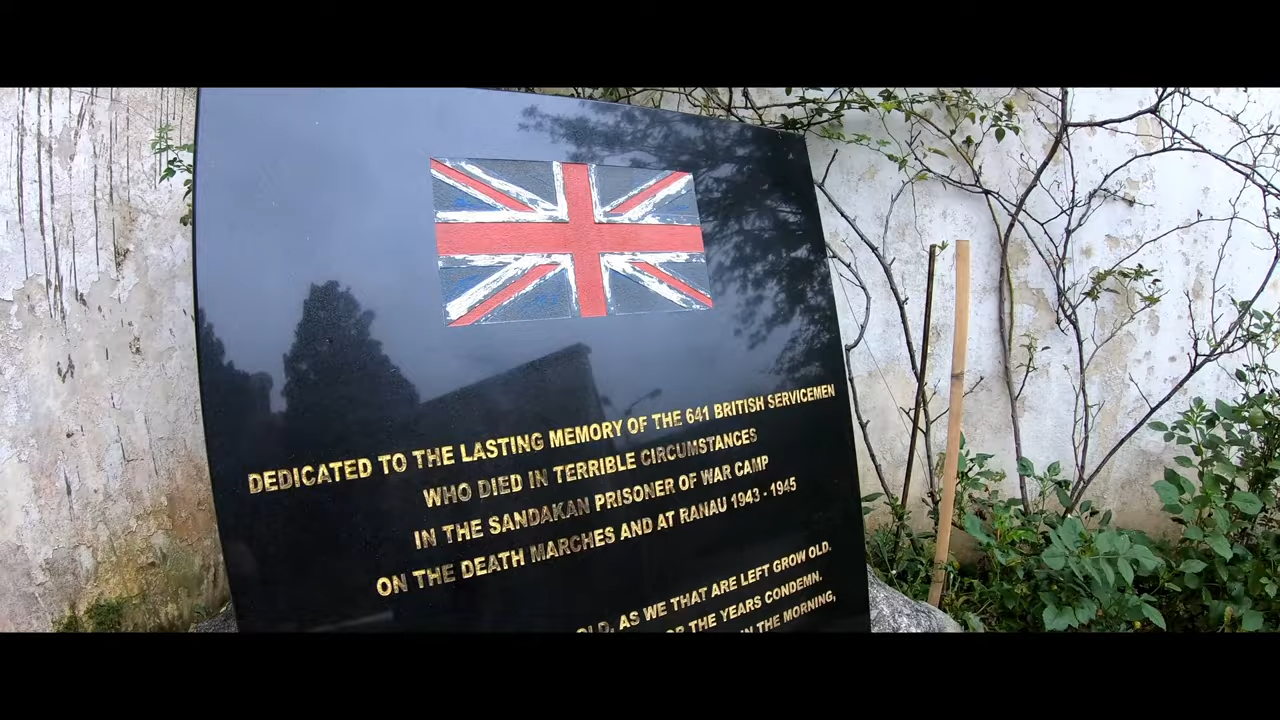 DEDICATED TO THE LASTING MEMORY OF THE 641 BRITISH SERVICEMEN
WHO DIED IN TERRIBLE CIRCUMSTANCES
IN THE SANDAKAN PRISONER OF WAR CAMP
ON THE DEATH MARCHES AND AT RANAU 1943 - 1945
AS WE THAT ARE LEFT GROW OLD.
THE YEARS CONDEMN.
IN THE MORNING,